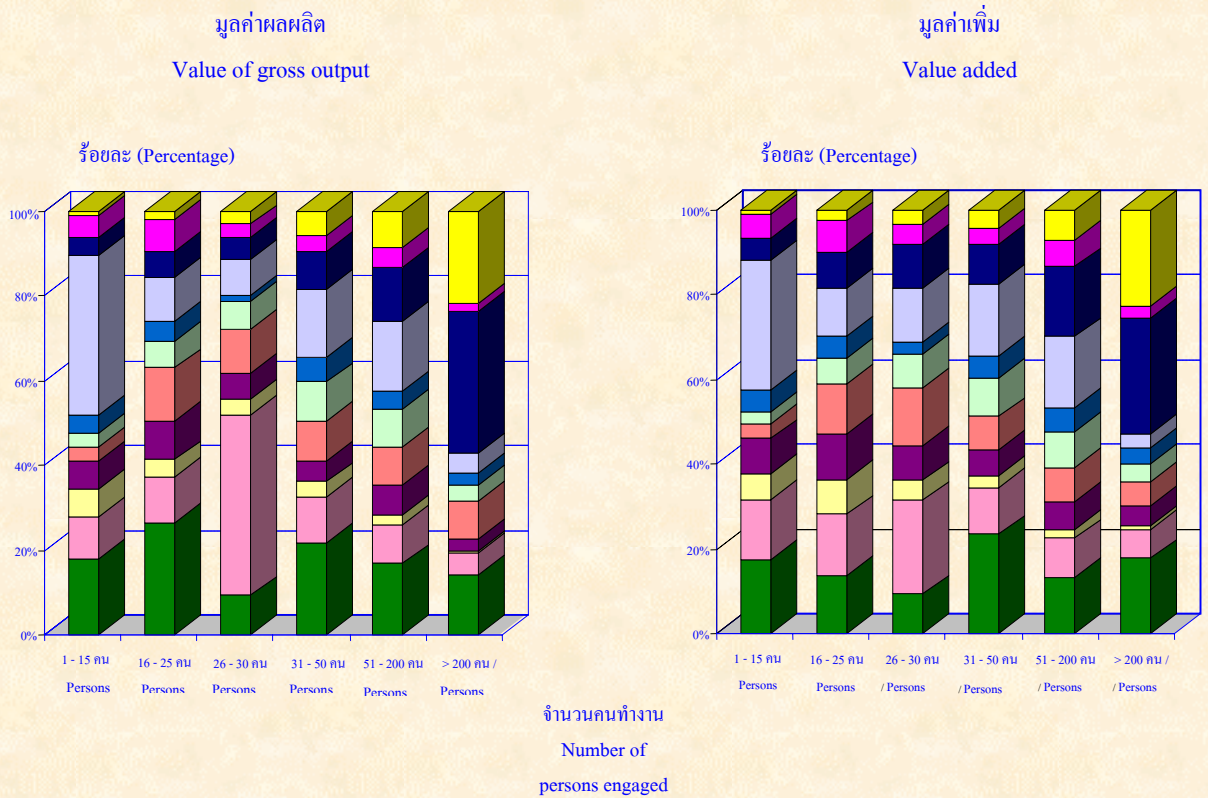 มูลค่าผลผลิต
Value of gross output
ร้อยละ (Percentage)
100%
80%
60%
40%
20%
0%
1 - 15 คน
Persons
16 - 25 คน
Persons
26 - 30 คน
Persons
31 - 50 คน
Persons
51 - 200 คน
Persons
> 200 คน /
Persons
มูลค่าเพิ่ม
Value added
ร้อยละ (Percentage)
100%
80%
60%
40%
20%
0%
1 - 15 คน
Persons
16 - 25 คน
Persons
26 - 30 คน
/ Persons
31 - 50 คน
/ Persons
51 - 200 คน
/ Persons
> 200 คน /
/ Persons
จำนวนคนทำงาน
Number of
persons engaged